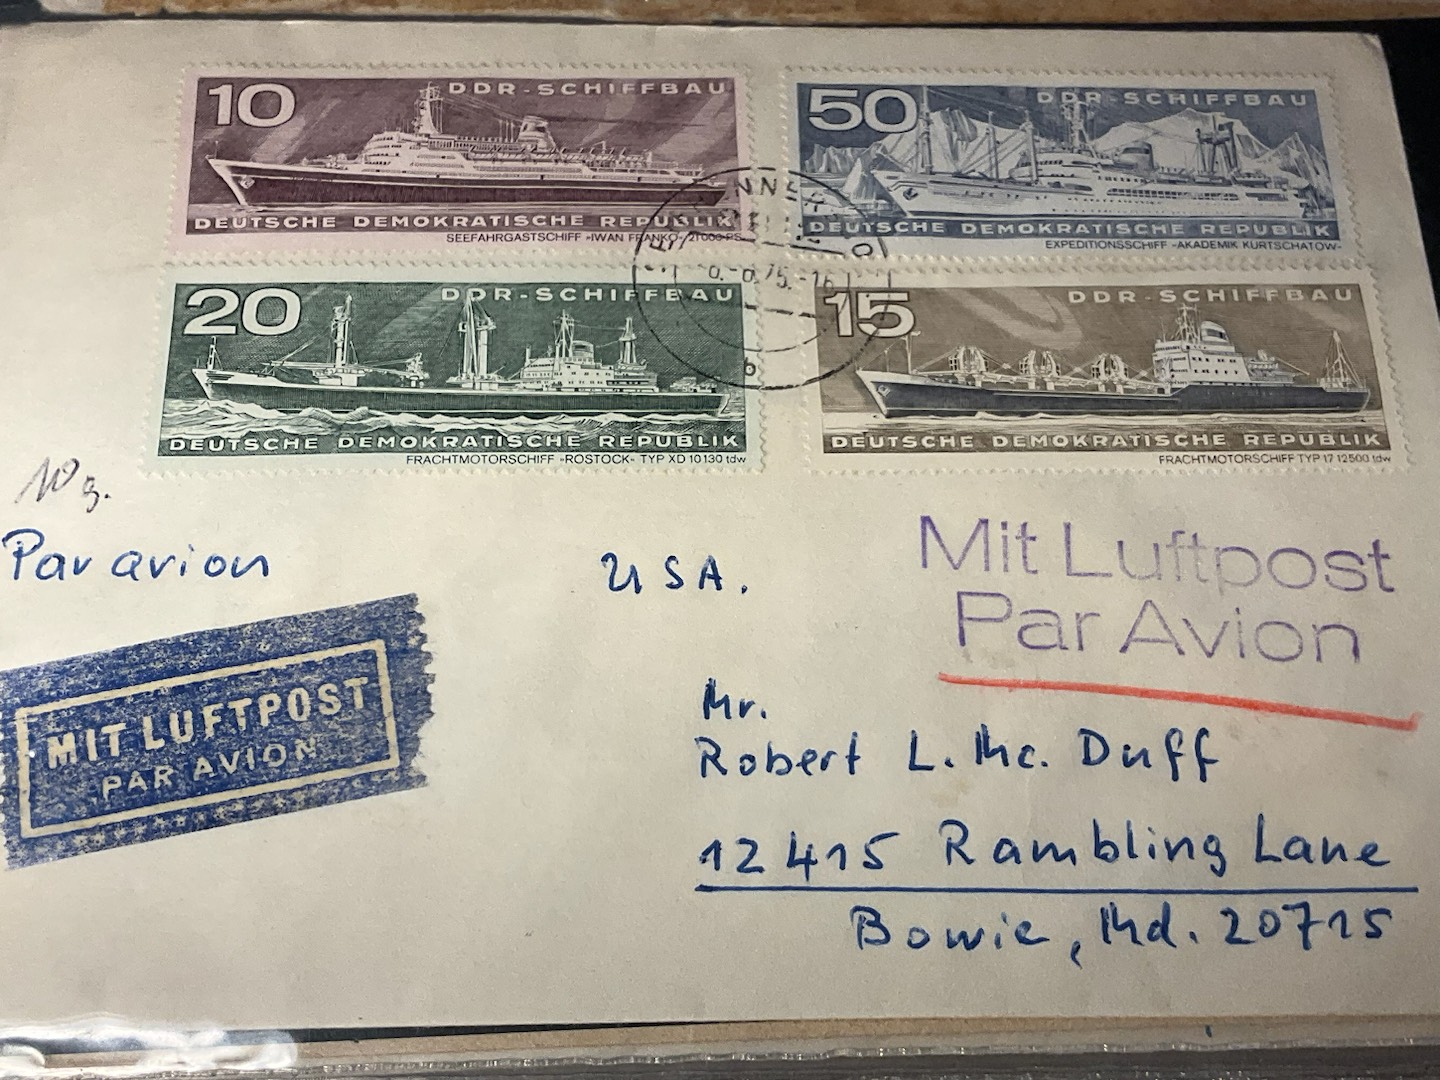 10 DDR-SCHIFFBAU
DEUTSCHE DEMOKRATISCHE REPUBLIK
SEEFAHRGASTSCHIFF »IWAN FRANKO« 21000 PS
50 DDR-SCHIFFBAU
DEUTSCHE DEMOKRATISCHE REPUBLIK
EXPEDITIONSSCHIFF »AKADEMIK KURTSCHATOW«
20 DDR-SCHIFFBAU
DEUTSCHE DEMOKRATISCHE REPUBLIK
FRACHTMOTORSCHIFF »ROSTOCK« TYP XD 10130 tdw
15 DDR-SCHIFFBAU
DEUTSCHE DEMOKRATISCHE REPUBLIK
FRACHTMOTORSCHIFF TYP 17 12500 tdw
b
10 g.
Par avion
USA.
Mit Luftpost
Par Avion
MIT LUFTPOST
PAR AVION
Mr.
Robert L. Mc. Duff
12415 Rambling Lane
Bowie, Md. 20715